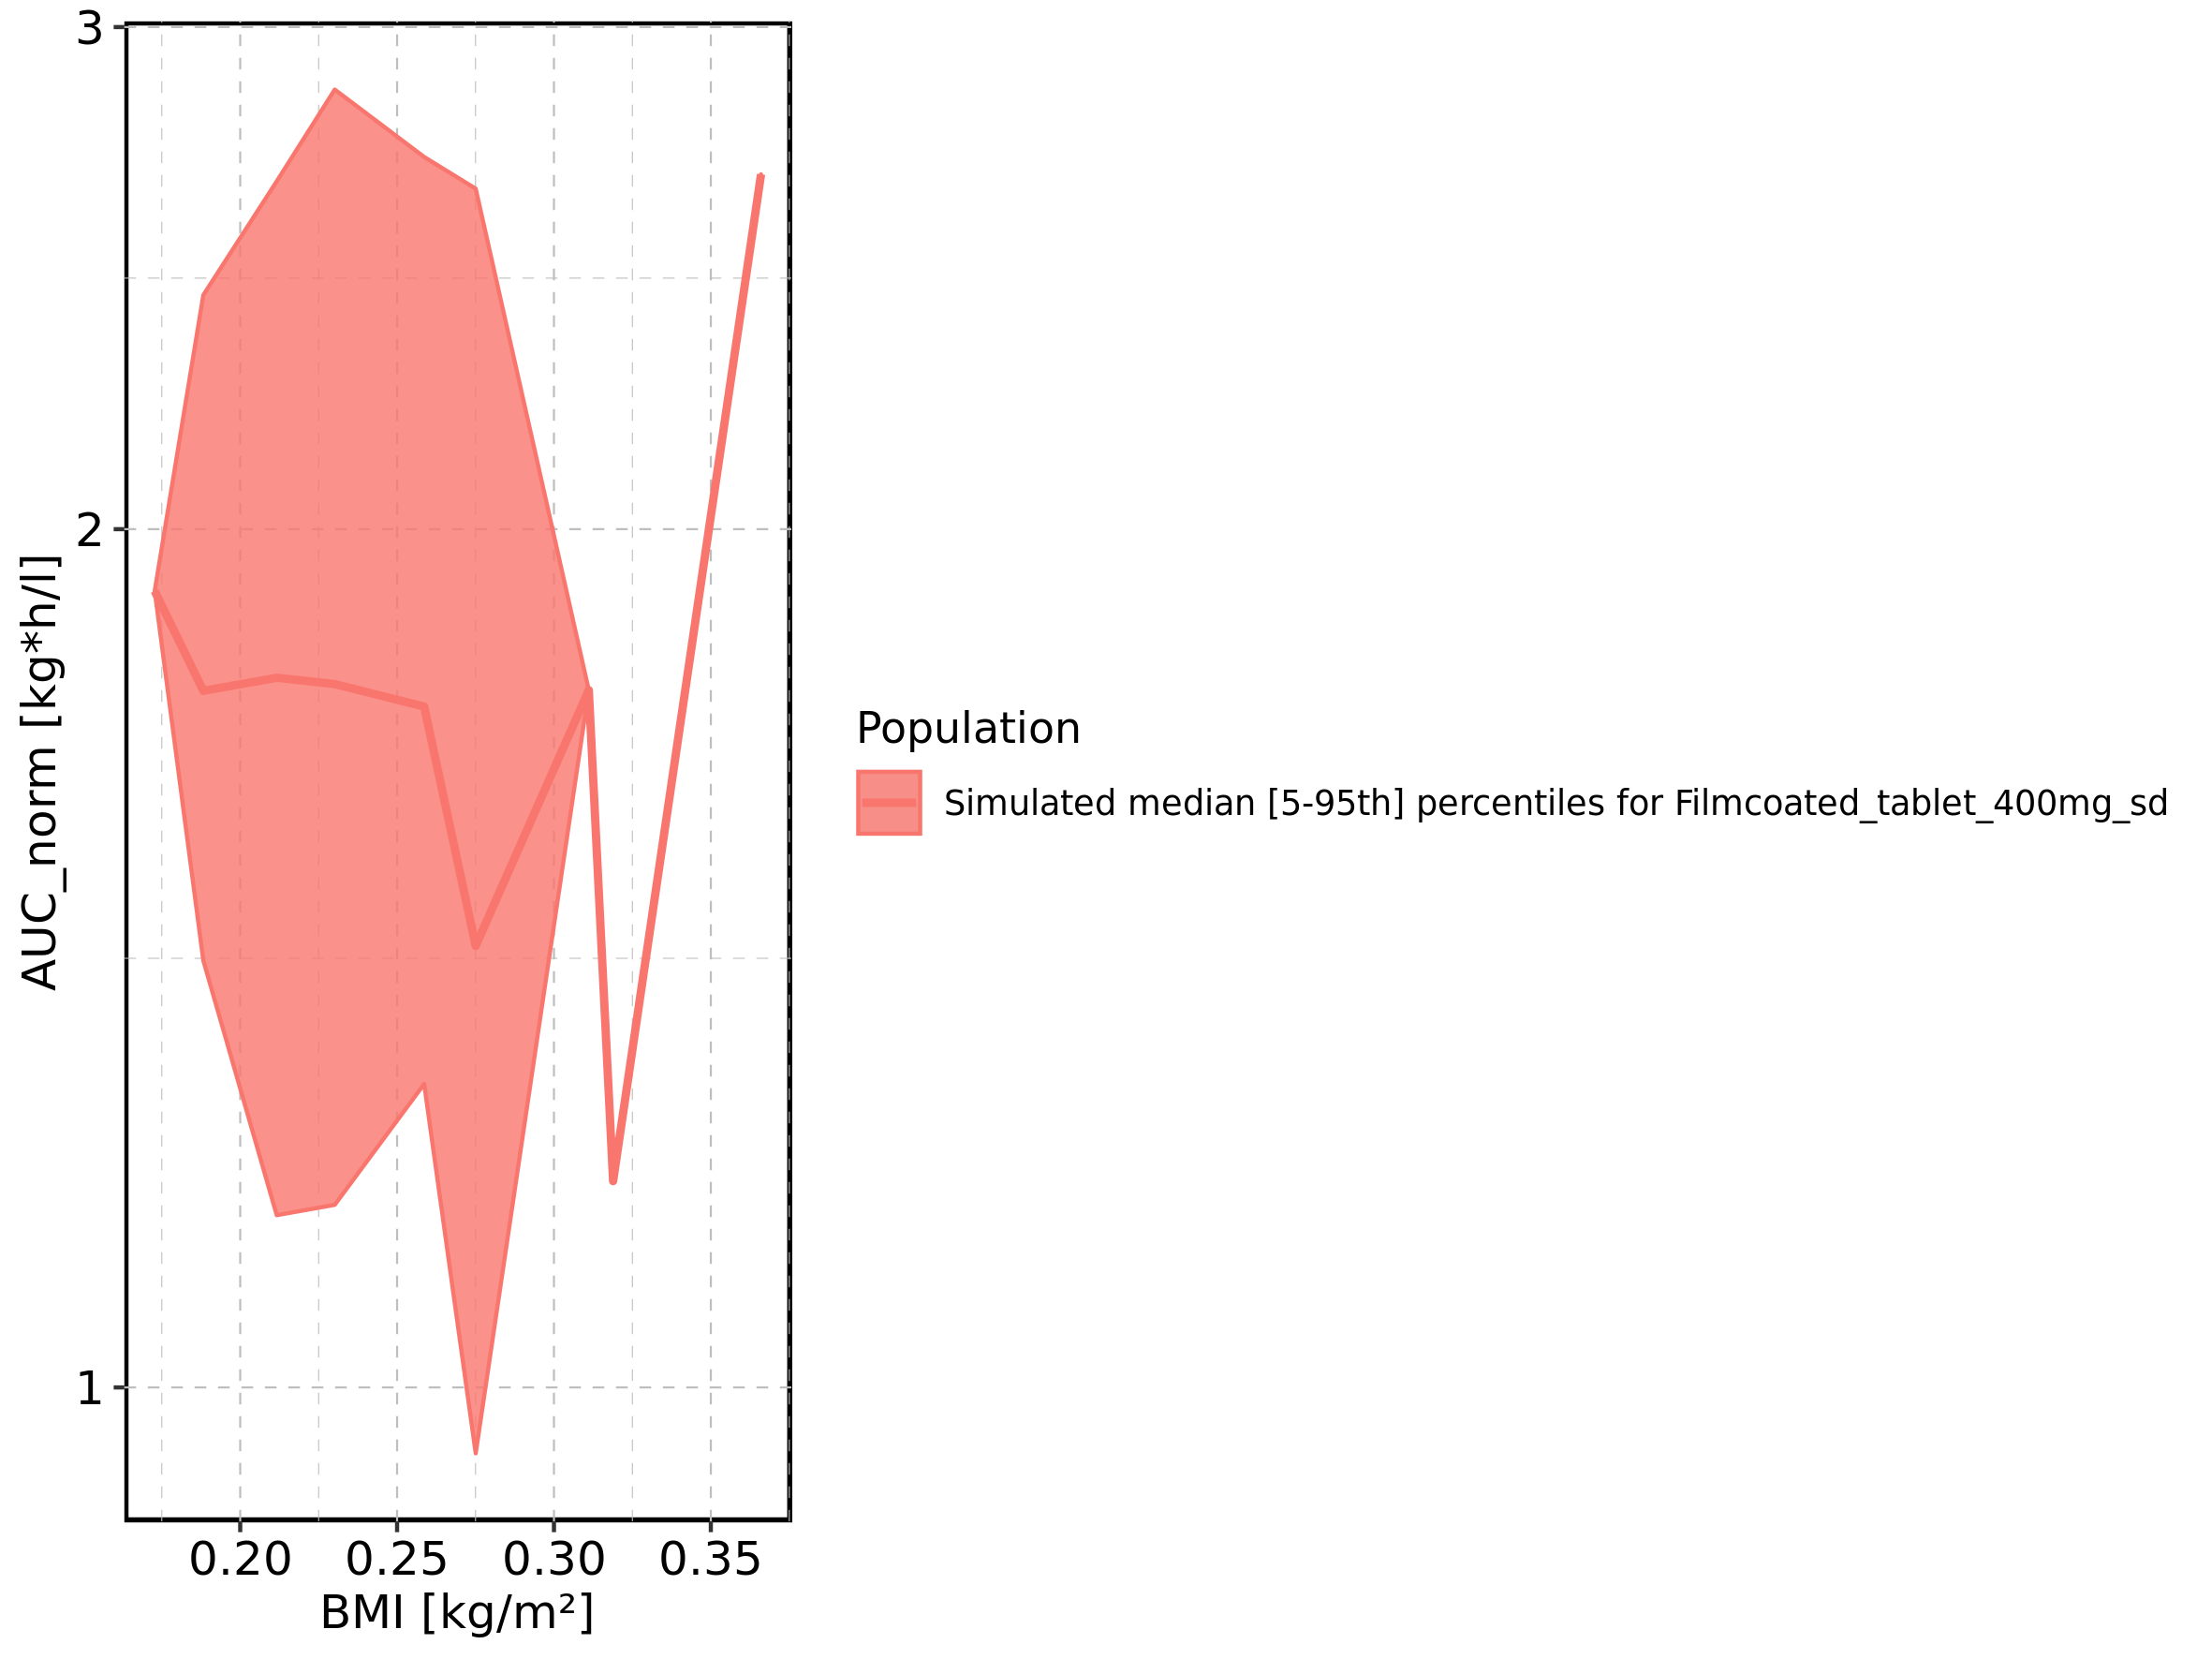 3
2
1
AUC_norm [kg*h/l]
0.20 0.25 0.30 0.35
BMI [kg/m²]
Population
Simulated median [5-95th] percentiles for Filmcoated_tablet_400mg_sd